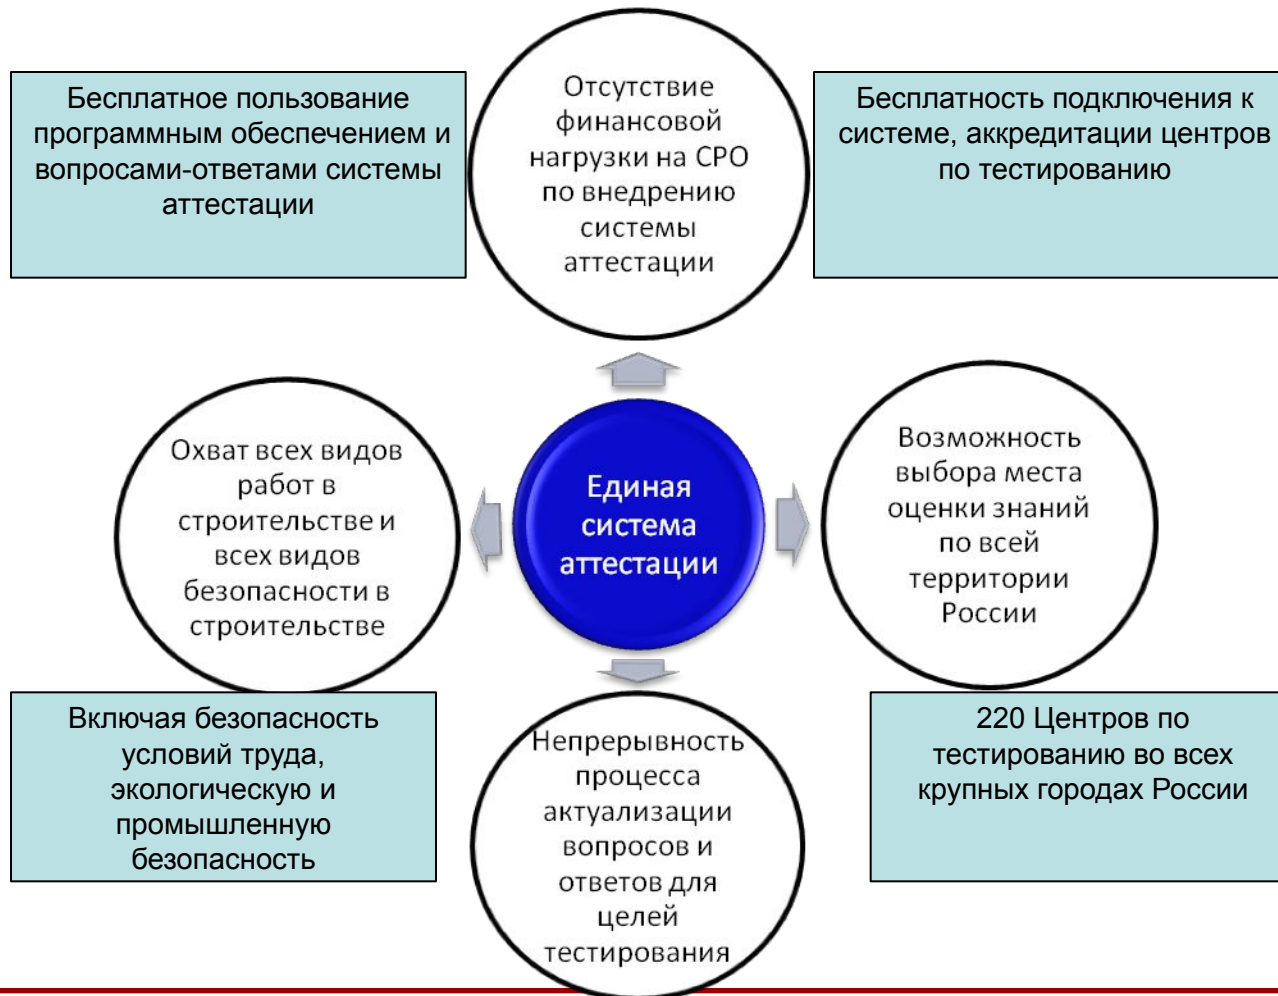 Бесплатное пользование
программным обеспечением и
вопросами-ответами системы
аттестации
Отсутствие
финансовой
нагрузки на СРО
по внедрению
системы
аттестации
Бесплатность подключения к
системе, аккредитации центров
по тестированию
Охват всех видов
работ в
строительстве и
всех видов
безопасности в
строительстве
Единая
система
аттестации
Возможность
выбора места
оценки знаний
по всей
территории
России
Включая безопасность
условий труда,
экологическую и
промышленную
безопасность
Непрерывность
процесса
актуализации
вопросов и
ответов для
целей
тестирования
220 Центров по
тестированию во всех
крупных городах России